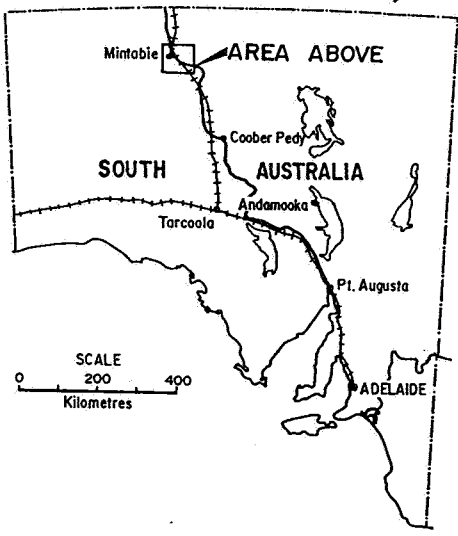 Mintabie
AREA ABOVE
Coober Pedy
SOUTH AUSTRALIA
Andamooka
Tarcoola
Pt. Augusta
SCALE
0 200 400
Kilometres
ADELAIDE